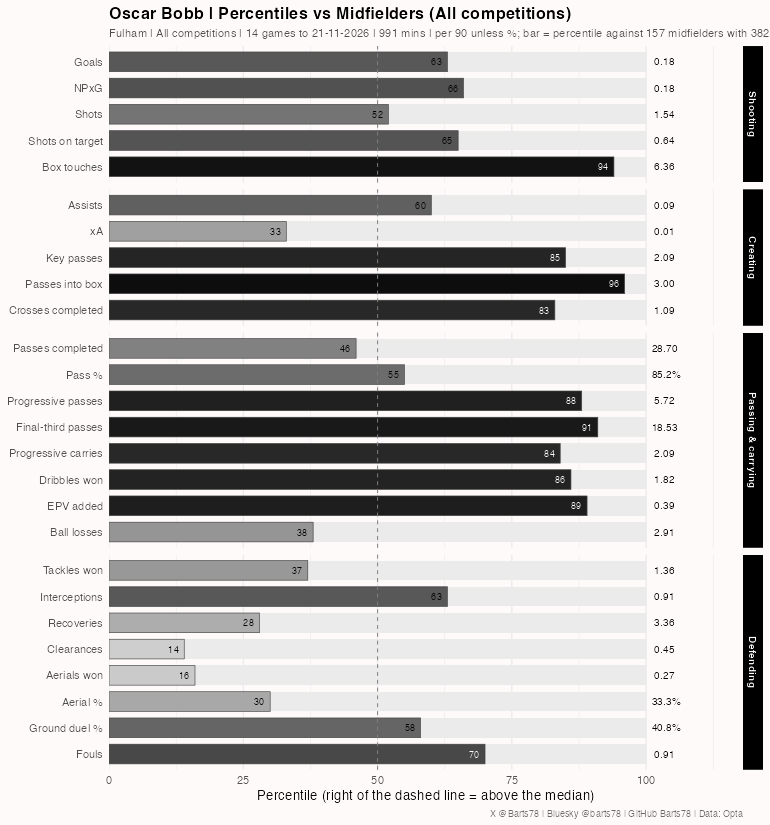 Oscar Bobb | Percentiles vs Midfielders (All competitions)
Fulham | All competitions | 14 games to 21-11-2026 | 991 mins | per 90 unless %; bar = percentile against 157 midfielders with 382
Goals 63 0.18
NPxG 66 0.18
Shots 52 1.54
Shots on target 65 0.64
Box touches 94 6.36
Shooting
Assists 60 0.09
xA 33 0.01
Key passes 85 2.09
Passes into box 96 3.00
Crosses completed 83 1.09
Creating
Passes completed 46 28.70
Pass % 55 85.2%
Progressive passes 88 5.72
Final-third passes 91 18.53
Progressive carries 84 2.09
Dribbles won 86 1.82
EPV added 89 0.39
Ball losses 38 2.91
Passing & carrying
Tackles won 37 1.36
Interceptions 63 0.91
Recoveries 28 3.36
Clearances 14 0.45
Aerials won 16 0.27
Aerial % 30 33.3%
Ground duel % 58 40.8%
Fouls 70 0.91
Defending
0 25 50 75 100
Percentile (right of the dashed line = above the median)
X @Barts78 | Bluesky @barts78 | GitHub Barts78 | Data: Opta